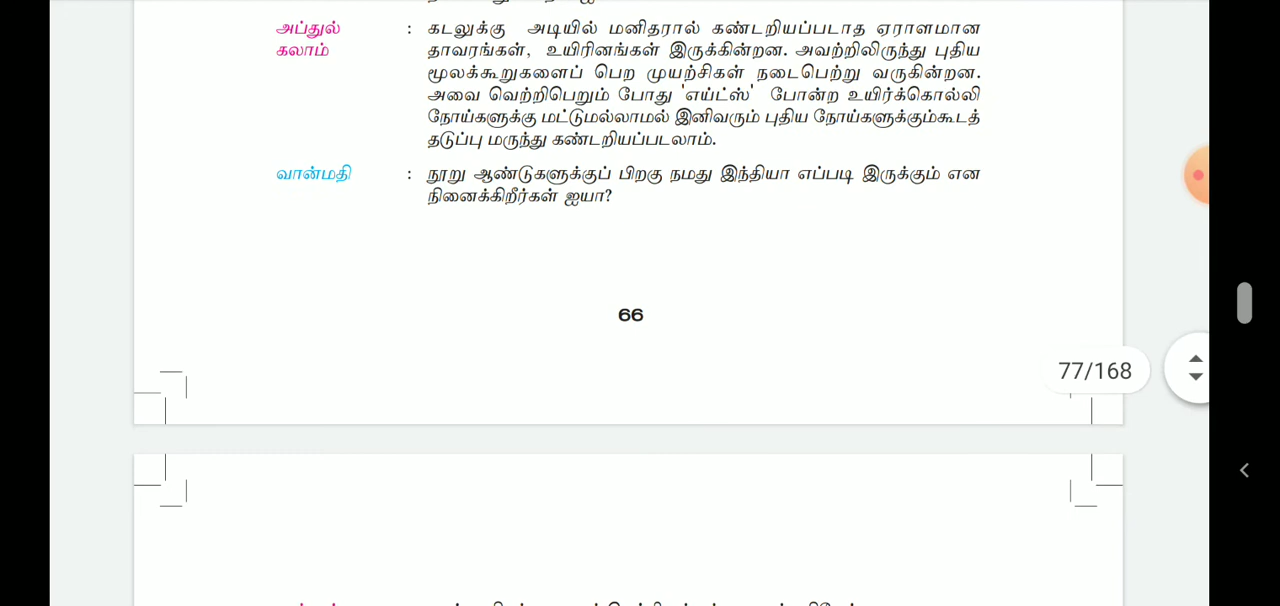 அப்துல் : கடலுக்கு அடியில் மனிதரால் கண்டறியப்படாத ஏராளமான
கலாம் தாவரங்கள், உயிரினங்கள் இருக்கின்றன. அவற்றிலிருந்து புதிய
மூலக்கூறுகளைப் பெற முயற்சிகள் நடைபெற்று வருகின்றன.
அவை வெற்றிபெறும் போது 'எய்ட்ஸ்' போன்ற உயிர்க்கொல்லி
நோய்களுக்கு மட்டுமல்லாமல் இனிவரும் புதிய நோய்களுக்கும்கூடத்
தடுப்பு மருந்து கண்டறியப்படலாம்.
வான்மதி : நூறு ஆண்டுகளுக்குப் பிறகு நமது இந்தியா எப்படி இருக்கும் என
நினைக்கிறீர்கள் ஐயா?
66
77/168